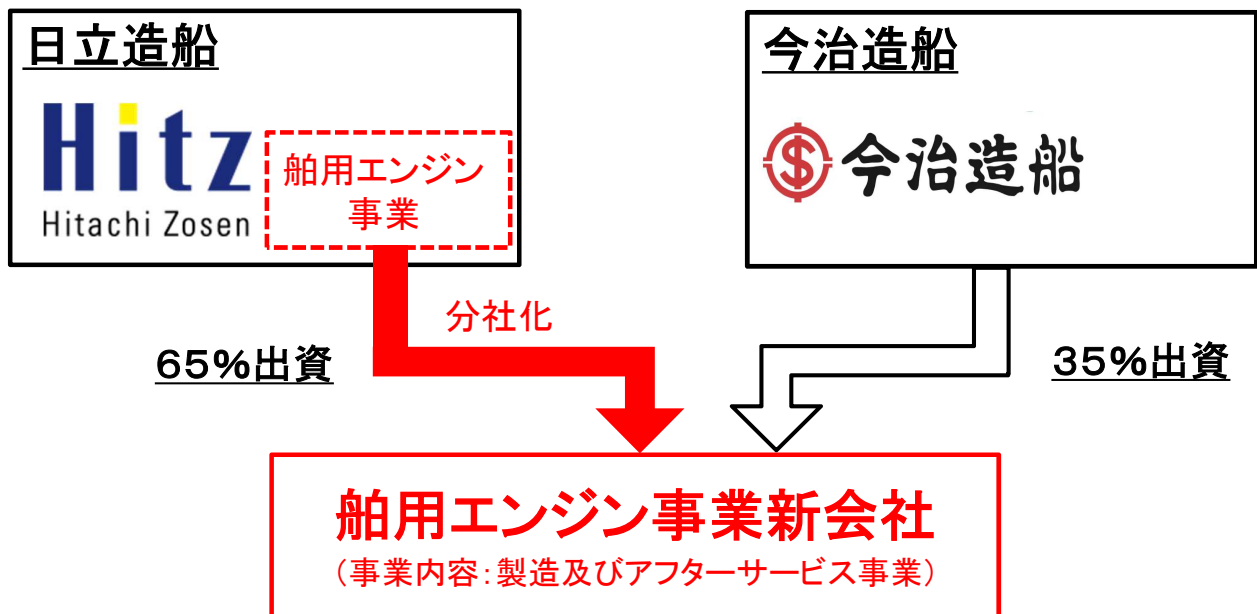 日立造船
Hitz
Hitachi Zosen
舶用エンジン
事業
今治造船
今治造船
分社化
65%出資
35%出資
舶用エンジン事業新会社
（事業内容：製造及びアフターサービス事業）